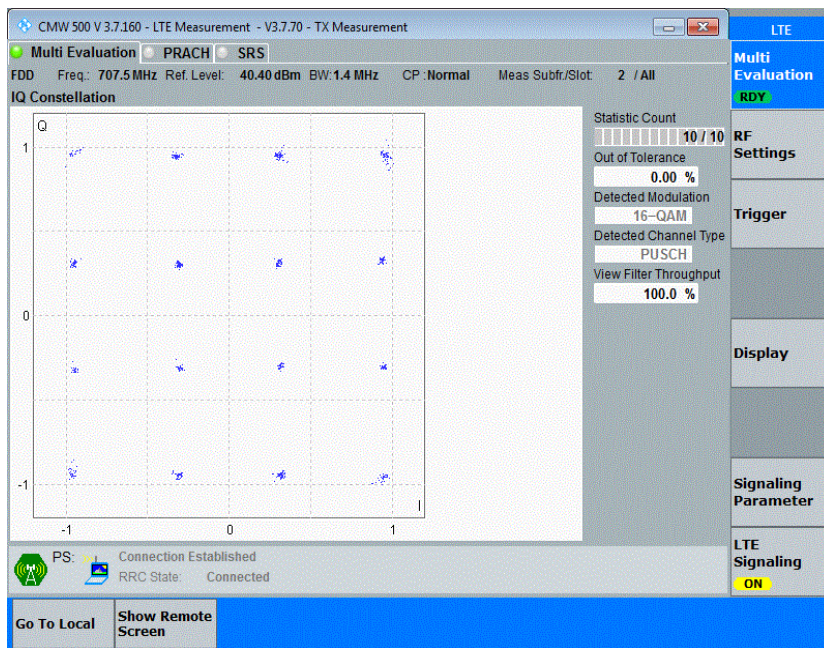 CMW 500 V 3.7.160 - LTE Measurement - V3.7.70 - TX Measurement
LTE
Multi Evaluation PRACH SRS
Multi
Evaluation
RDY
FDD Freq.: 707.5 MHz Ref. Level: 40.40 dBm BW: 1.4 MHz CP : Normal Meas Subfr./Slot: 2 / All
IQ Constellation
Q
1
0
-1
-1 0 1
I
Statistic Count
10 / 10
Out of Tolerance
0.00 %
Detected Modulation
16-QAM
Detected Channel Type
PUSCH
View Filter Throughput
100.0 %
RF
Settings
Trigger
Display
Signaling
Parameter
LTE
Signaling
ON
PS: Connection Established
RRC State: Connected
Go To Local
Show Remote
Screen